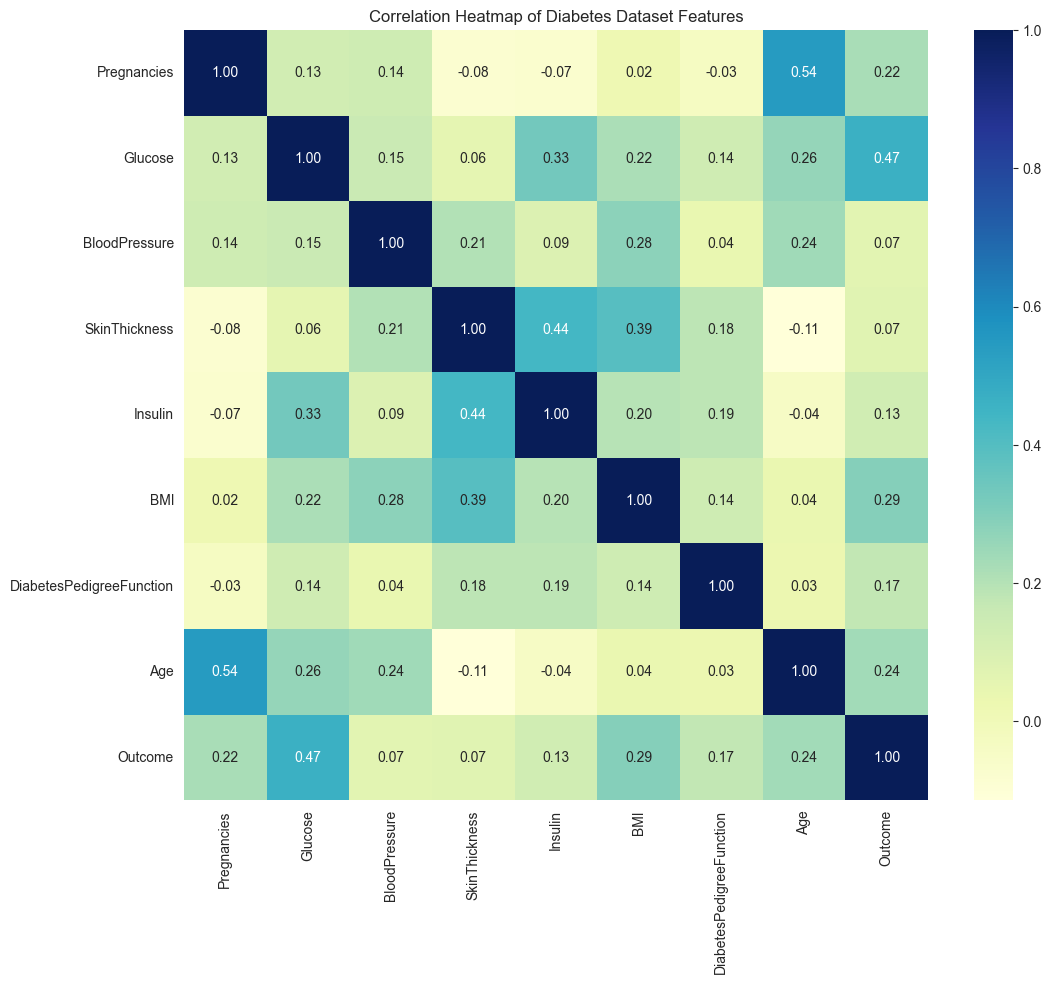 Correlation Heatmap of Diabetes Dataset Features
Pregnancies 1.00 0.13 0.14 -0.08 -0.07 0.02 -0.03 0.54 0.22
Glucose 0.13 1.00 0.15 0.06 0.33 0.22 0.14 0.26 0.47
BloodPressure 0.14 0.15 1.00 0.21 0.09 0.28 0.04 0.24 0.07
SkinThickness -0.08 0.06 0.21 1.00 0.44 0.39 0.18 -0.11 0.07
Insulin -0.07 0.33 0.09 0.44 1.00 0.20 0.19 -0.04 0.13
BMI 0.02 0.22 0.28 0.39 0.20 1.00 0.14 0.04 0.29
DiabetesPedigreeFunction -0.03 0.14 0.04 0.18 0.19 0.14 1.00 0.03 0.17
Age 0.54 0.26 0.24 -0.11 -0.04 0.04 0.03 1.00 0.24
Outcome 0.22 0.47 0.07 0.07 0.13 0.29 0.17 0.24 1.00
Pregnancies
Glucose
BloodPressure
SkinThickness
Insulin
BMI
DiabetesPedigreeFunction
Age
Outcome
1.0
0.8
0.6
0.4
0.2
0.0